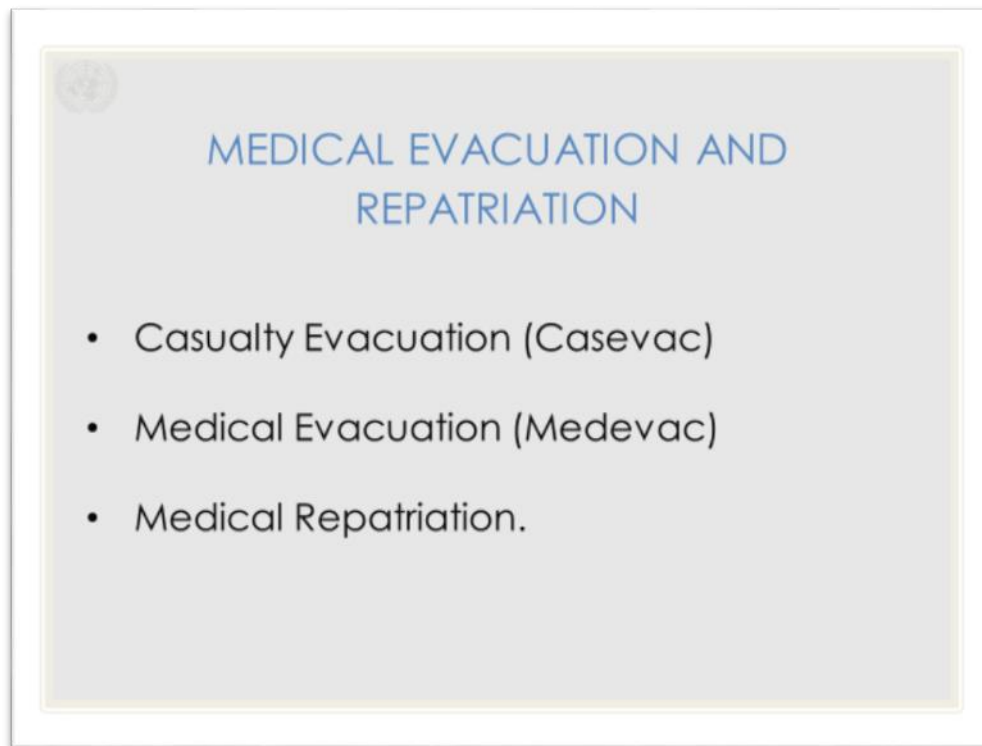 MEDICAL EVACUATION AND
REPATRIATION
• Casualty Evacuation (Casevac)
• Medical Evacuation (Medevac)
• Medical Repatriation.